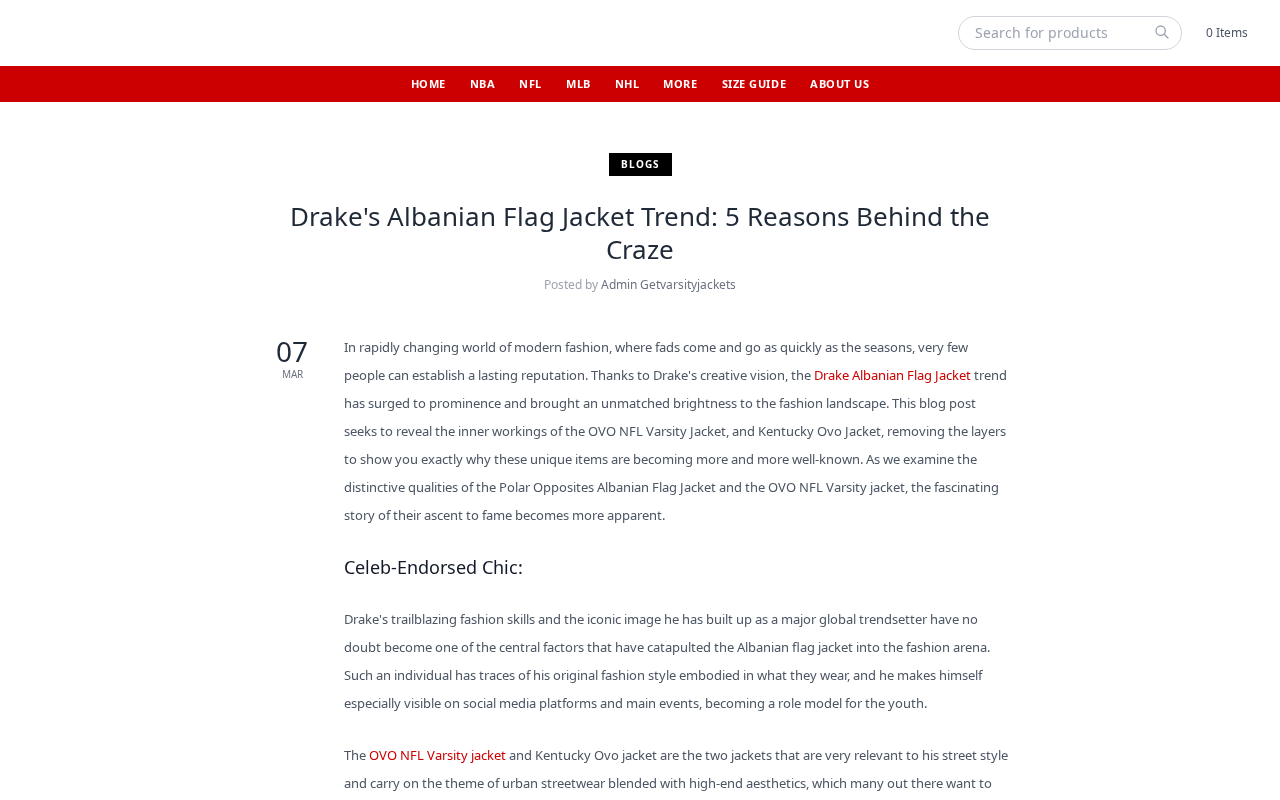 Search for products
0 Items
HOME NBA NFL MLB NHL MORE SIZE GUIDE ABOUT US
BLOGS
Drake's Albanian Flag Jacket Trend: 5 Reasons Behind the
Craze
Posted by Admin Getvarsityjackets
07
MAR
In rapidly changing world of modern fashion, where fads come and go as quickly as the seasons, very few
people can establish a lasting reputation. Thanks to Drake's creative vision, the Drake Albanian Flag Jacket trend
has surged to prominence and brought an unmatched brightness to the fashion landscape. This blog post
seeks to reveal the inner workings of the OVO NFL Varsity Jacket, and Kentucky Ovo Jacket, removing the layers
to show you exactly why these unique items are becoming more and more well-known. As we examine the
distinctive qualities of the Polar Opposites Albanian Flag Jacket and the OVO NFL Varsity jacket, the fascinating
story of their ascent to fame becomes more apparent.
Celeb-Endorsed Chic:
Drake's trailblazing fashion skills and the iconic image he has built up as a major global trendsetter have no
doubt become one of the central factors that have catapulted the Albanian flag jacket into the fashion arena.
Such an individual has traces of his original fashion style embodied in what they wear, and he makes himself
especially visible on social media platforms and main events, becoming a role model for the youth.
The OVO NFL Varsity jacket and Kentucky Ovo jacket are the two jackets that are very relevant to his street style
and carry on the theme of urban streetwear blended with high-end aesthetics, which many out there want to